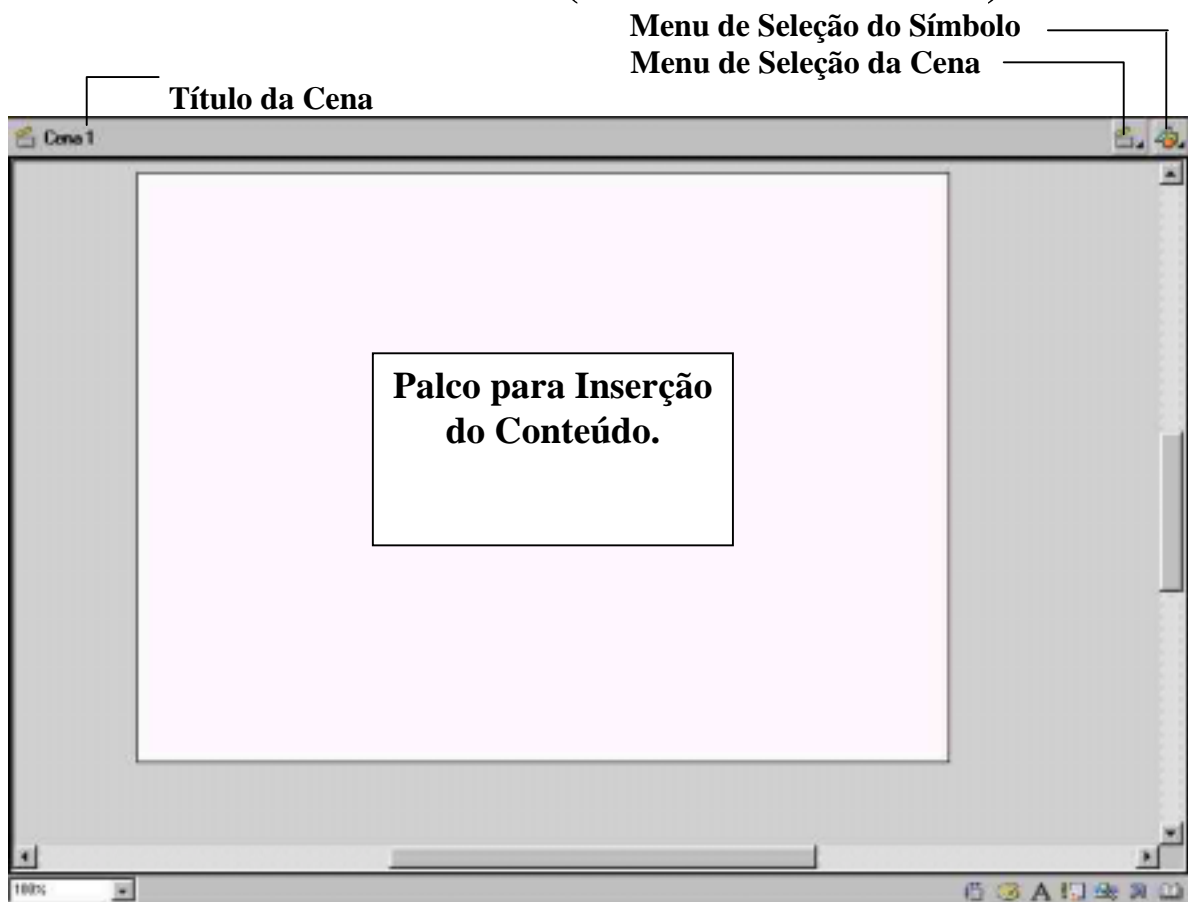 Menu de Seleção do Símbolo
Menu de Seleção da Cena
Título da Cena
Cena 1
Palco para Inserção
do Conteúdo.
100%
A